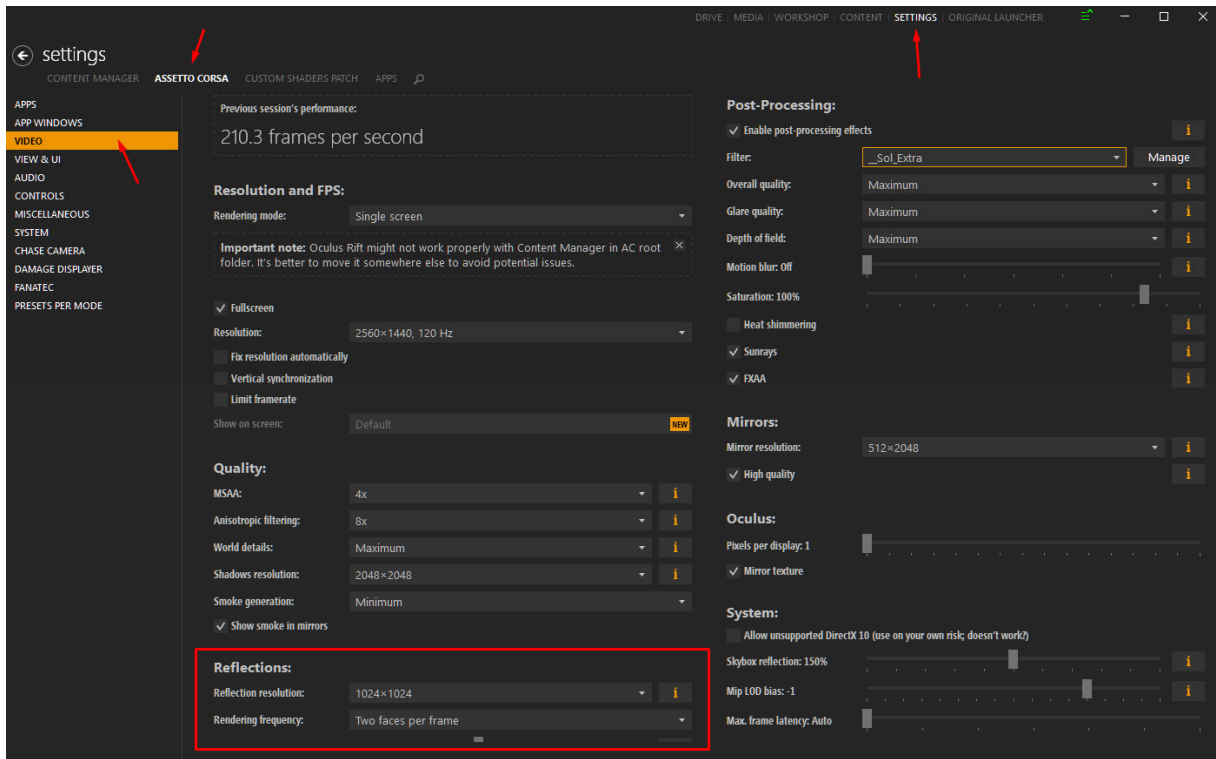 DRIVE | MEDIA | WORKSHOP | CONTENT | SETTINGS | ORIGINAL LAUNCHER
settings
CONTENT MANAGER ASSETTO CORSA CUSTOM SHADERS PATCH APPS
APPS
APP WINDOWS
VIDEO
VIEW & UI
AUDIO
CONTROLS
MISCELLANEOUS
SYSTEM
CHASE CAMERA
DAMAGE DISPLAYER
FANATEC
PRESETS PER MODE
Previous session's performance:
210.3 frames per second
Resolution and FPS:
Rendering mode: Single screen
Important note: Oculus Rift might not work properly with Content Manager in AC root
folder. It's better to move it somewhere else to avoid potential issues.
Fullscreen
Resolution: 2560×1440, 120 Hz
Fix resolution automatically
Vertical synchronization
Limit framerate
Show on screen: Default NEW
Quality:
MSAA: 4x i
Anisotropic filtering: 8x i
World details: Maximum i
Shadows resolution: 2048×2048 i
Smoke generation: Minimum
Show smoke in mirrors
Reflections:
Reflection resolution: 1024×1024 i
Rendering frequency: Two faces per frame
Post-Processing:
Enable post-processing effects i
Filter: __Sol_Extra Manage
Overall quality: Maximum i
Glare quality: Maximum i
Depth of field: Maximum i
Motion blur: Off i
Saturation: 100%
Heat shimmering i
Sunrays i
FXAA i
Mirrors:
Mirror resolution: 512×2048 i
High quality i
Oculus:
Pixels per display: 1
Mirror texture
System:
Allow unsupported DirectX 10 (use on your own risk; doesn't work?)
Skybox reflection: 150% i
Mip LOD bias: -1 i
Max. frame latency: Auto